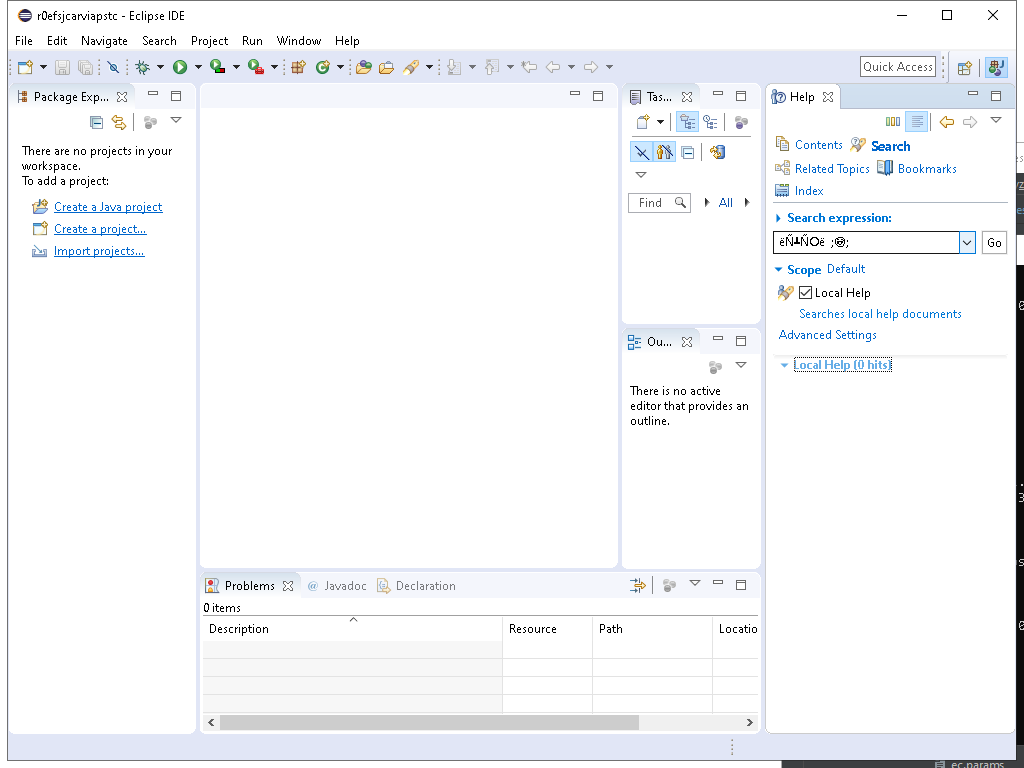 r0efsjcarviapstc - Eclipse IDE
File Edit Navigate Search Project Run Window Help
Quick Access
Package Exp...
There are no projects in your
workspace.
To add a project:
Create a Java project
Create a project...
Import projects...
Tas...
Find
All
Ou...
There is no active
editor that provides an
outline.
Help
Contents Search
Related Topics Bookmarks
Index
Search expression:
Go
Scope Default
Local Help
Searches local help documents
Advanced Settings
Local Help (0 hits)
Problems @ Javadoc Declaration
0 items
Description Resource Path Locatio
ec.params